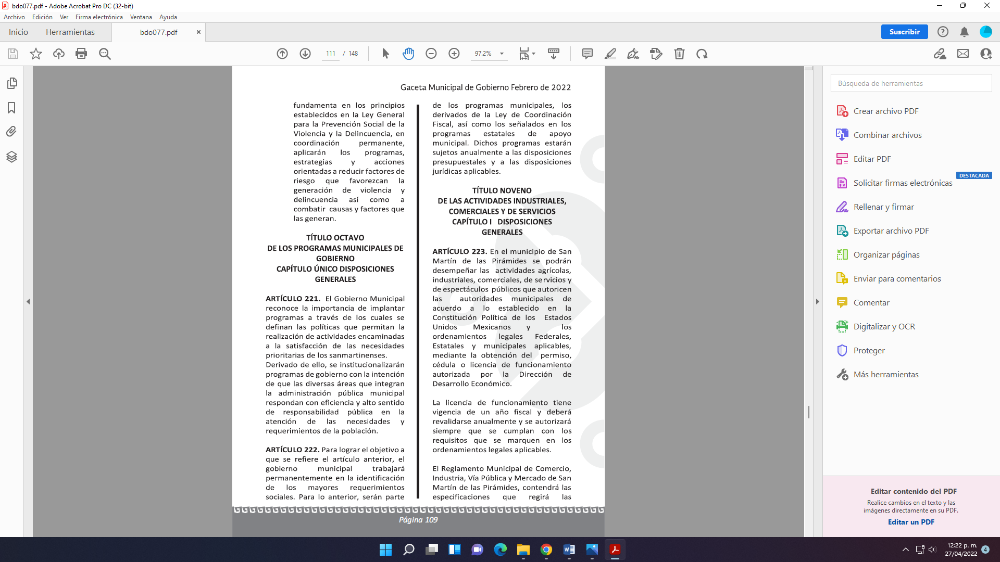 bdo077.pdf - Adobe Acrobat Pro DC (32-bit)
Archivo Edición Ver Firma electrónica Ventana Ayuda
Inicio Herramientas bdo077.pdf × Suscribir
111 / 148 97.2%
Gaceta Municipal de Gobierno Febrero de 2022
fundamenta en los principios
establecidos en la Ley General
para la Prevención Social de la
Violencia y la Delincuencia, en
coordinación permanente,
aplicarán los programas,
estrategias y acciones
orientadas a reducir factores de
riesgo que favorezcan la
generación de violencia y
delincuencia así como a
combatir causas y factores que
las generan.
TÍTULO OCTAVO
DE LOS PROGRAMAS MUNICIPALES DE
GOBIERNO
CAPÍTULO ÚNICO DISPOSICIONES
GENERALES
ARTÍCULO 221. El Gobierno Municipal
reconoce la importancia de implantar
programas a través de los cuales se
definan las políticas que permitan la
realización de actividades encaminadas
a la satisfacción de las necesidades
prioritarias de los sanmartinenses.
Derivado de ello, se institucionalizarán
programas de gobierno con la intención
de que las diversas áreas que integran
la administración pública municipal
respondan con eficiencia y alto sentido
de responsabilidad pública en la
atención de las necesidades y
requerimientos de la población.
ARTÍCULO 222. Para lograr el objetivo a
que se refiere el artículo anterior, el
gobierno municipal trabajará
permanentemente en la identificación
de los mayores requerimientos
sociales. Para lo anterior, serán parte
de los programas municipales, los
derivados de la Ley de Coordinación
Fiscal, así como los señalados en los
programas estatales de apoyo
municipal. Dichos programas estarán
sujetos anualmente a las disposiciones
presupuestales y a las disposiciones
jurídicas aplicables.
TÍTULO NOVENO
DE LAS ACTIVIDADES INDUSTRIALES,
COMERCIALES Y DE SERVICIOS
CAPÍTULO I DISPOSICIONES
GENERALES
ARTÍCULO 223. En el municipio de San
Martín de las Pirámides se podrán
desempeñar las actividades agrícolas,
industriales, comerciales, de servicios y
de espectáculos públicos que autoricen
las autoridades municipales de
acuerdo a lo establecido en la
Constitución Política de los Estados
Unidos Mexicanos y los
ordenamientos legales Federales,
Estatales y municipales aplicables,
mediante la obtención del permiso,
cédula o licencia de funcionamiento
autorizada por la Dirección de
Desarrollo Económico.
La licencia de funcionamiento tiene
vigencia de un año fiscal y deberá
revalidarse anualmente y se autorizará
siempre que se cumplan con los
requisitos que se marquen en los
ordenamientos legales aplicables.
El Reglamento Municipal de Comercio,
Industria, Vía Pública y Mercado de San
Martín de las Pirámides, contendrá las
especificaciones que regirá las
Página 109
Búsqueda de herramientas
Crear archivo PDF
Combinar archivos
Editar PDF
DESTACADA
Solicitar firmas electrónicas
Rellenar y firmar
Exportar archivo PDF
Organizar páginas
Enviar para comentarios
Comentar
Digitalizar y OCR
Proteger
Más herramientas
Editar contenido del PDF
Realice cambios en el texto y las
imágenes directamente en su PDF.
Editar un PDF
12:22 p. m.
27/04/2022
4